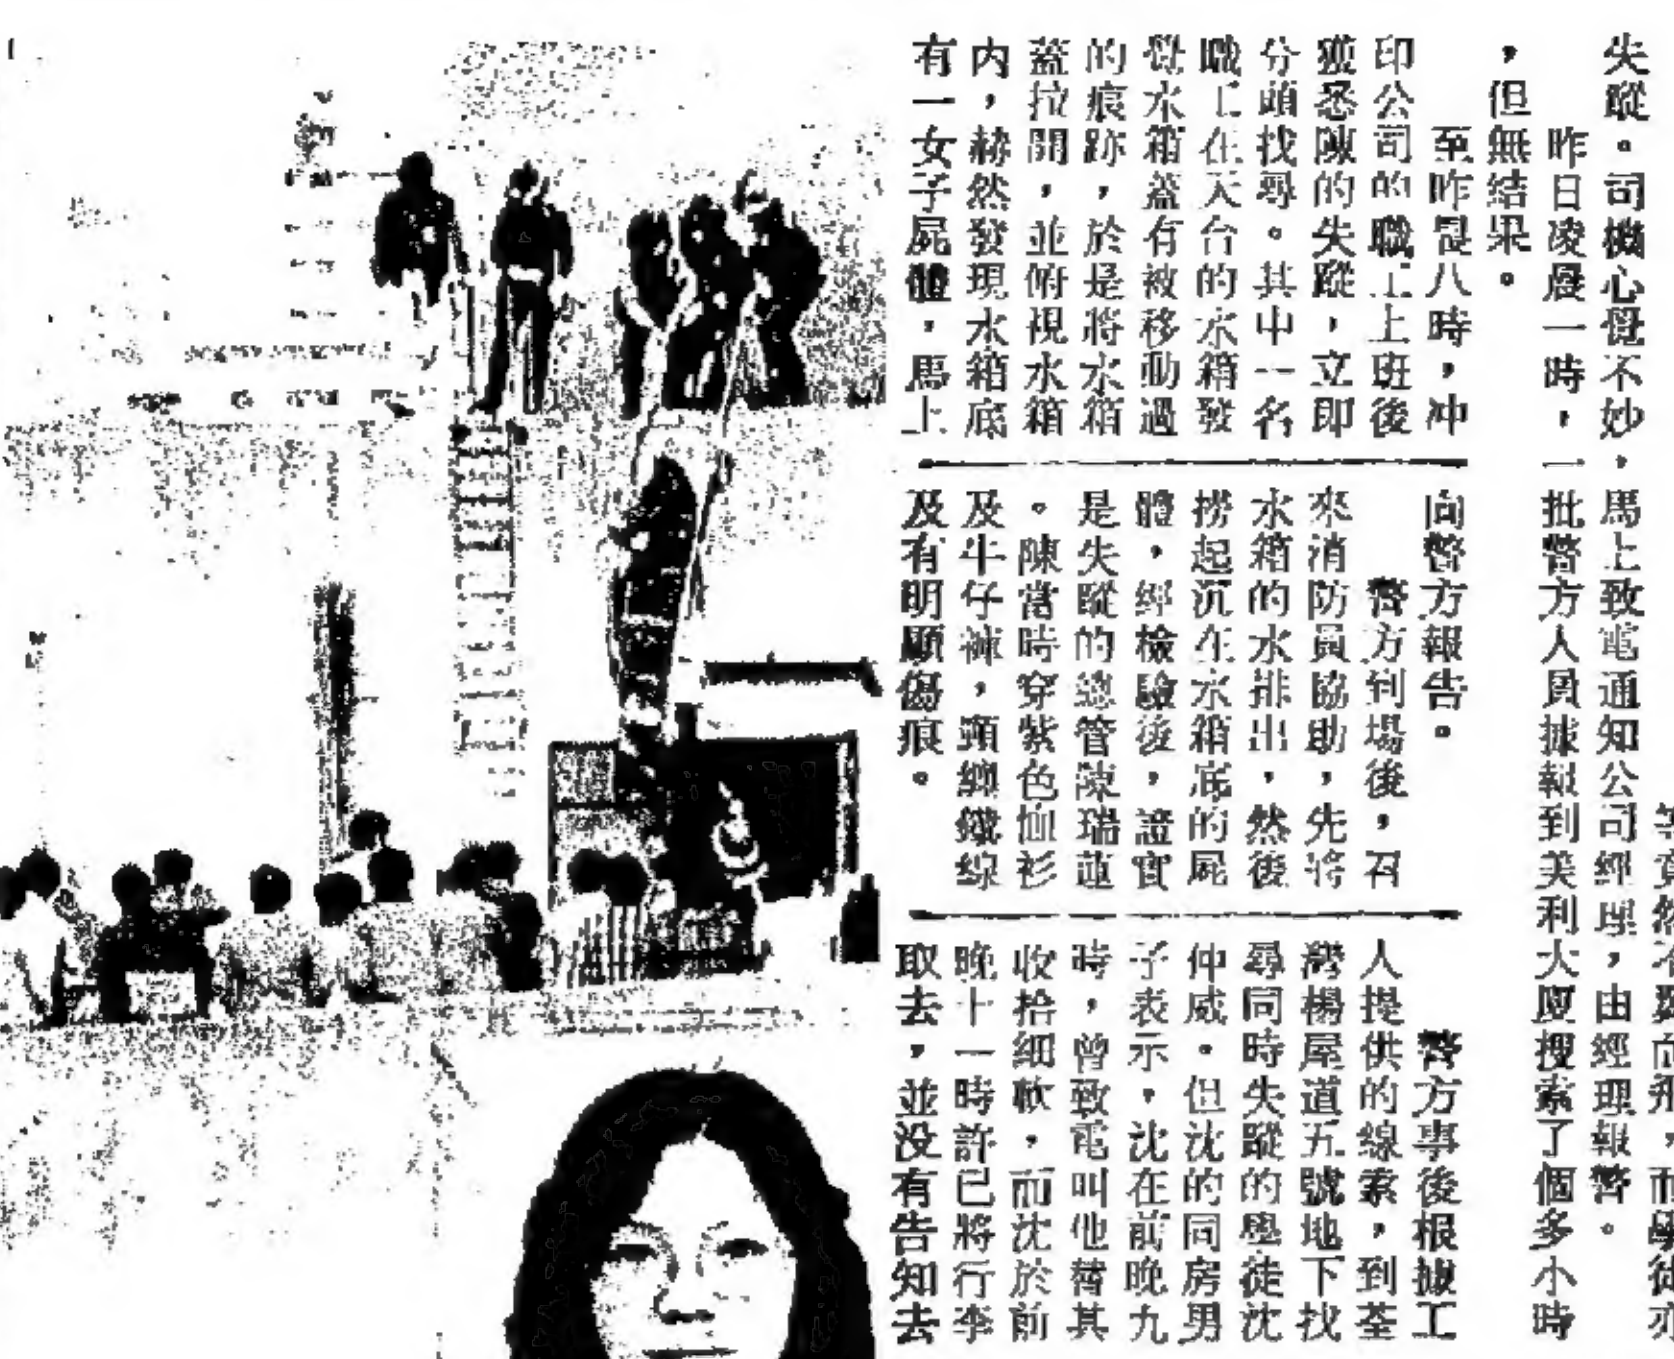 失蹤。司機心覺不妙,馬上致電通知公司經理,由經理報警。
昨日凌晨一時,一批警方人員據報到美利大廈搜索了個多小時
,但無結果。
至昨晨八時,冲
印公司的職工上班後
獲悉陳的失蹤,立即
分頭找尋。其中一名
職工在天台的水箱發
覺水箱蓋有被移動過
的痕跡,於是將水箱
蓋拉開,並俯視水箱
内,赫然發現水箱底
有一女子屍體,馬上
向警方報告。
警方到場後,召
來消防員協助,先將
水箱的水排出,然後
撈起沉在水箱底的屍
體,經檢驗後,證實
是失蹤的總管陳瑞蓮
。陳當時穿紫色恤衫
及牛仔褲,頸纏鐵線
及有明顯傷痕。
警方事後根據工
人提供的線索,到荃
灣楊屋道五號地下找
尋同時失蹤的學徒沈
仲威。但沈的同房男
子表示,沈在前晚九
時,曾致電叫他替其
收拾細軟,而沈於前
晚十一時許已將行李
取去,並没有告知去